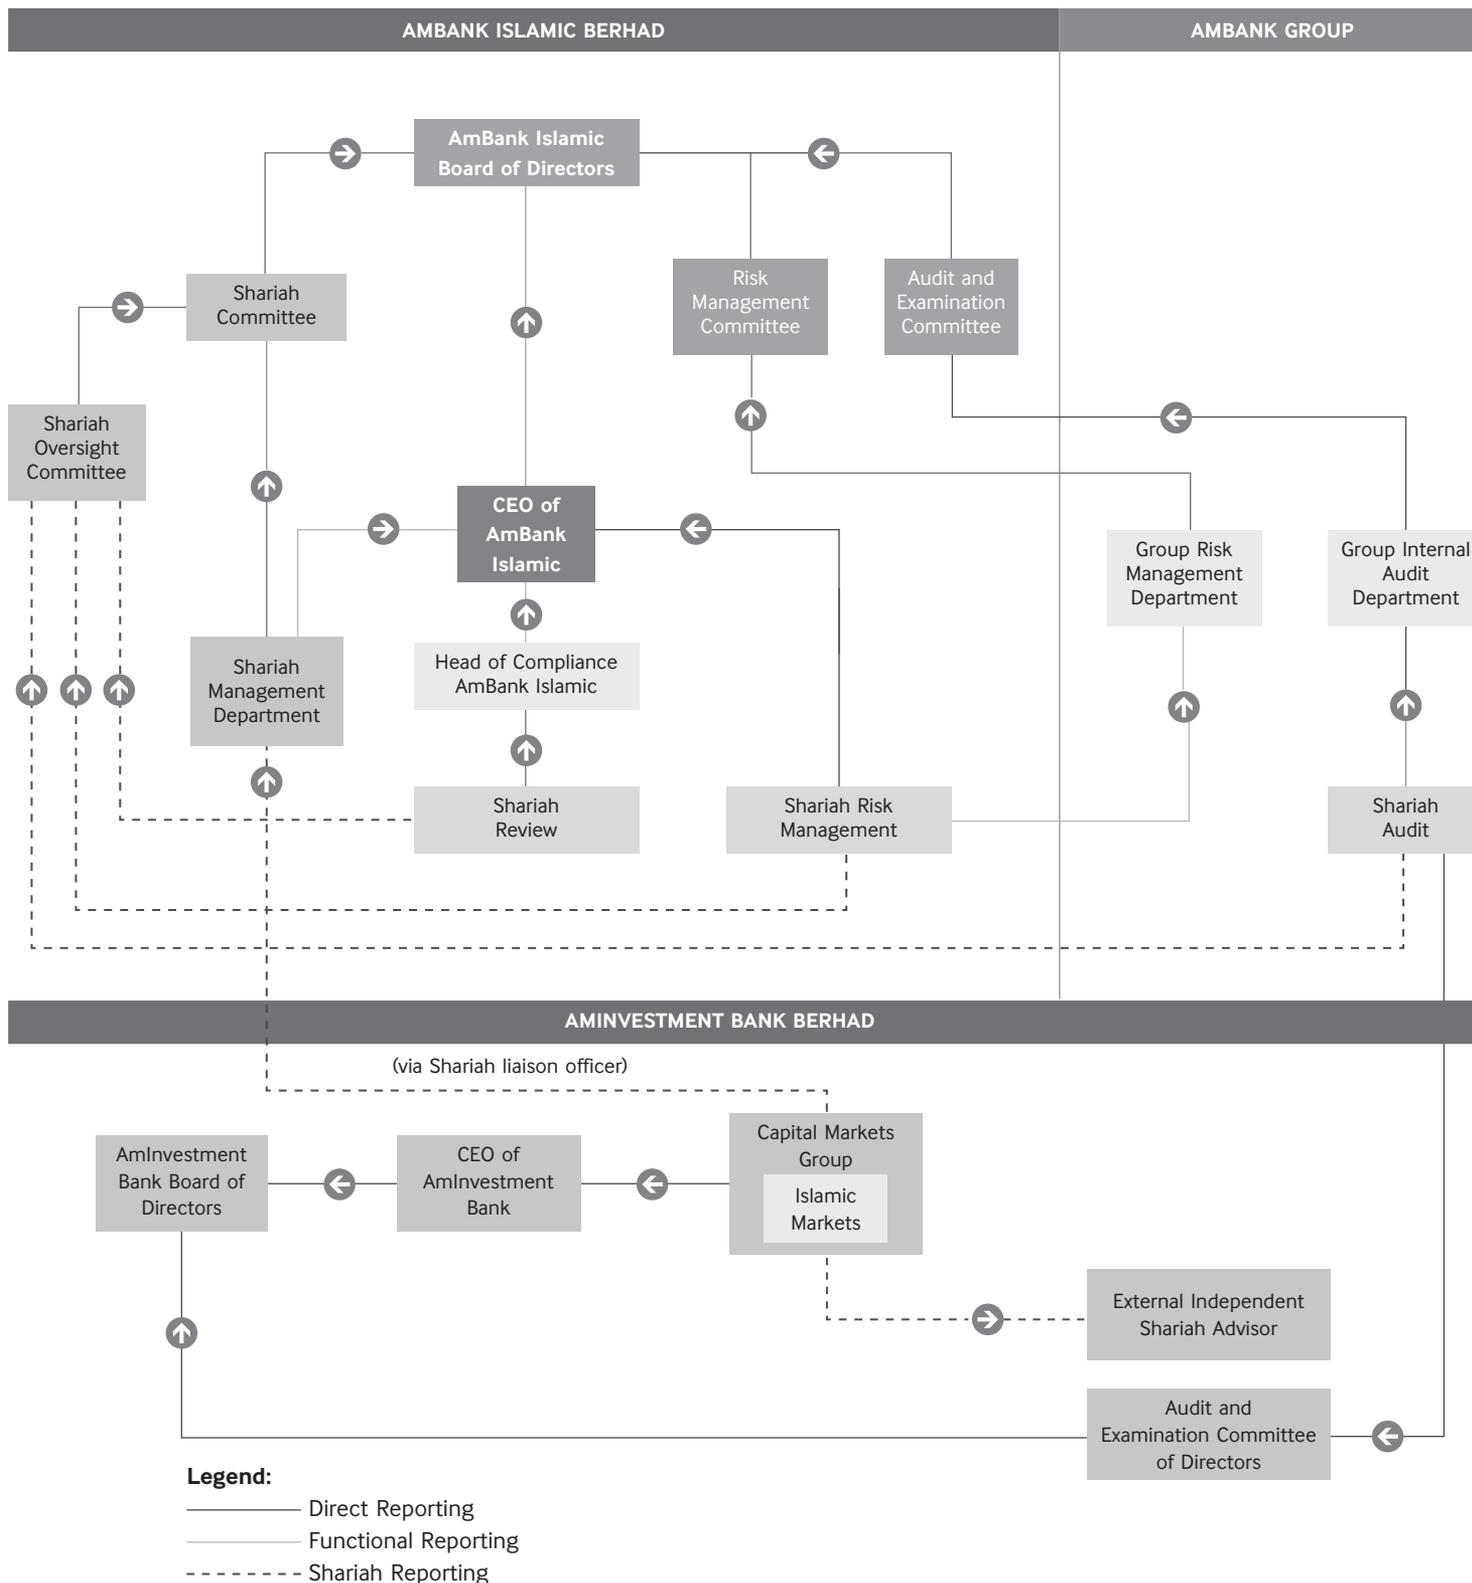 AMBANK ISLAMIC BERHAD
AMBANK GROUP
AmBank Islamic
Board of Directors
Shariah
Committee
Risk
Management
Committee
Audit and
Examination
Committee
Shariah
Oversight
Committee
CEO of
AmBank
Islamic
Group Risk
Management
Department
Group Internal
Audit
Department
Shariah
Management
Department
Head of Compliance
AmBank Islamic
Shariah
Review
Shariah Risk
Management
Shariah
Audit
AMINVESTMENT BANK BERHAD
(via Shariah liaison officer)
AmInvestment
Bank Board of
Directors
CEO of
AmInvestment
Bank
Capital Markets
Group
Islamic
Markets
External Independent
Shariah Advisor
Audit and
Examination Committee
of Directors
Legend:
Direct Reporting
Functional Reporting
Shariah Reporting